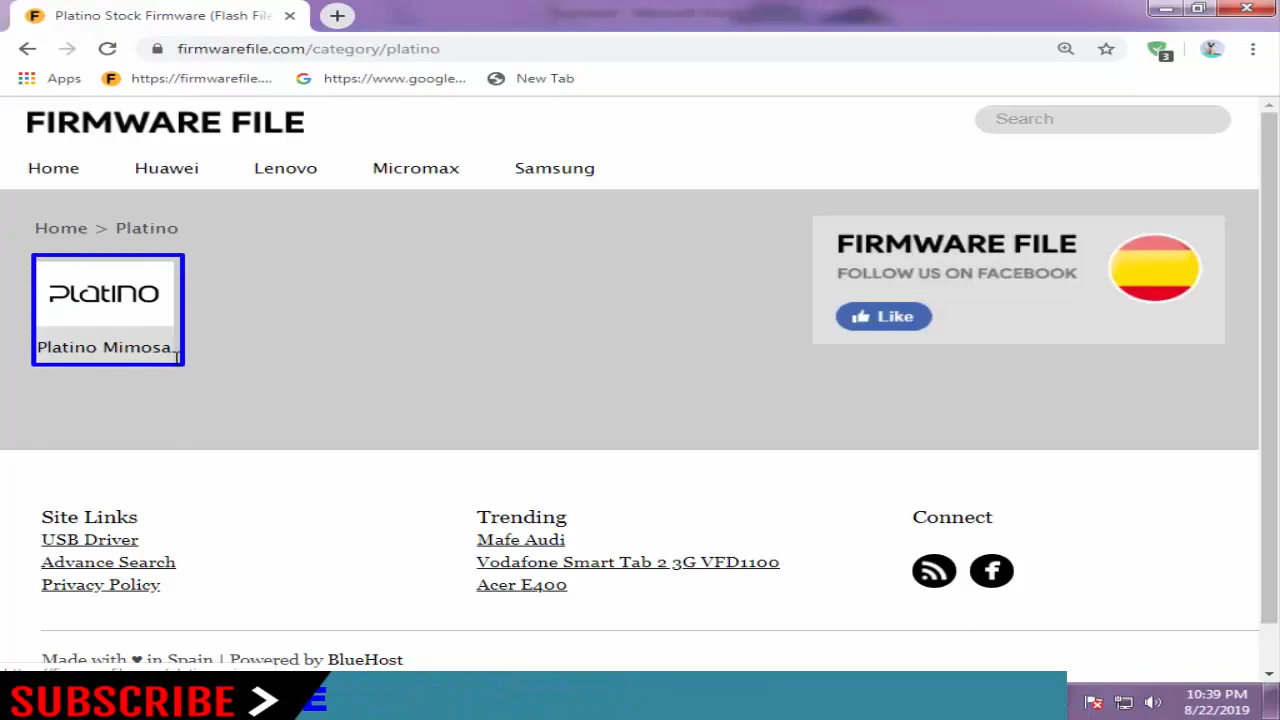 Platino Stock Firmware (Flash File
firmwarefile.com/category/platino
3
Apps
https://firmwarefile....
https://www.google...
New Tab
FIRMWARE FILE
Search
Home
Huawei
Lenovo
Micromax
Samsung
Home > Platino
PLATINO
Platino Mimosa
FIRMWARE FILE
FOLLOW US ON FACEBOOK
Like
Site Links
USB Driver
Advance Search
Privacy Policy
Trending
Mafe Audi
Vodafone Smart Tab 2 3G VFD1100
Acer E400
Connect
Made with ♥ in Spain | Powered by BlueHost
SUBSCRIBE
E
10:39 PM
8/22/2019